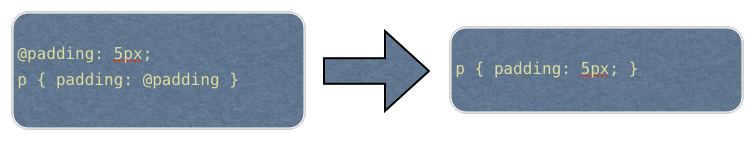 @padding: 5px;
p { padding: @padding }
p { padding: 5px; }